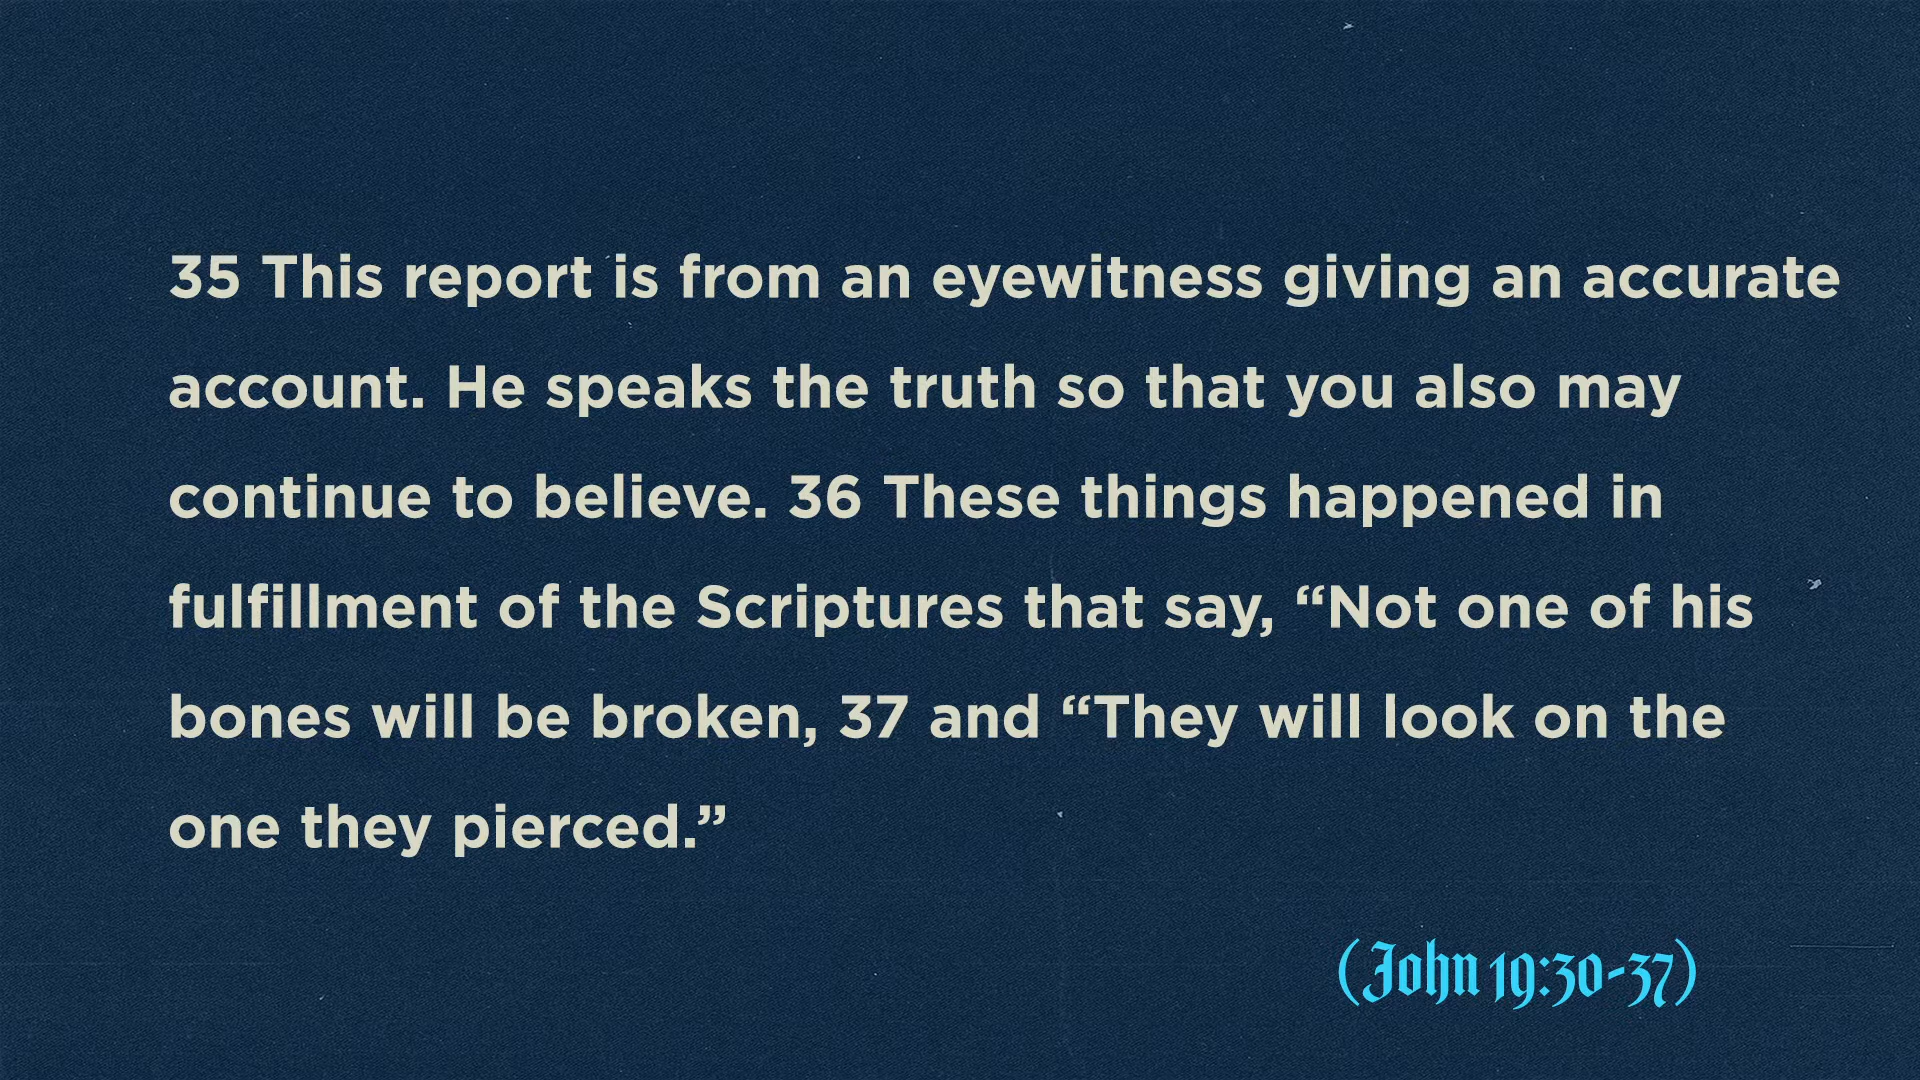 35 This report is from an eyewitness giving an accurate
account. He speaks the truth so that you also may
continue to believe. 36 These things happened in
fulfillment of the Scriptures that say, “Not one of his
bones will be broken, 37 and “They will look on the
one they pierced.”
(John 19:30-37)